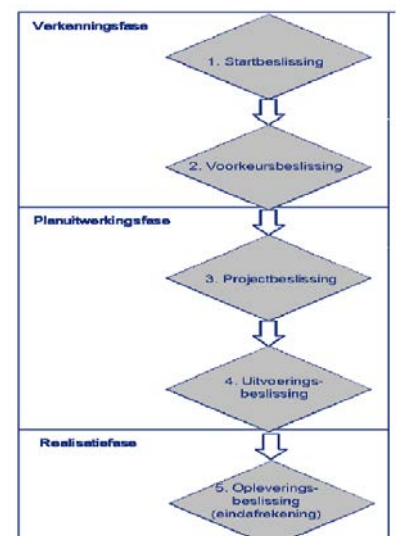 Verkenningsfase
1. Startbeslissing
2. Voorkeursbeslissing
Planuitwerkingsfase
3. Projectbeslissing
4. Uitvoerings-
beslissing
Realisatiefase
5. Opleverings-
beslissing
(eindafrekening)